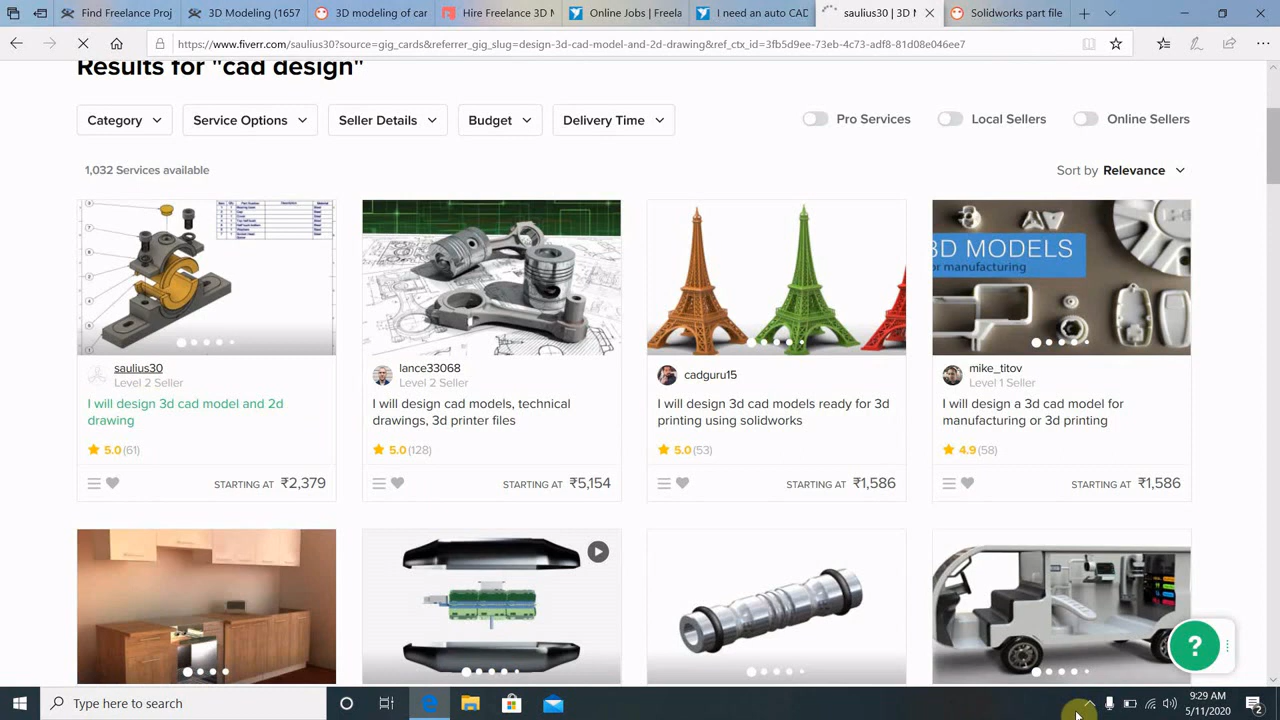 Find Freelance Proj
3D Modeling (1657
3D modeling of car
Hire Freelance 3D M
Online Jobs | Freela
I need an auto CAD
saulius30 | 3D M
Solidworks part file
https://www.fiverr.com/saulius30?source=gig_cards&referrer_gig_slug=design-3d-cad-model-and-2d-drawing&ref_ctx_id=3fb5d9ee-73eb-4c73-adf8-81d08e046ee7
Results for "cad design"
Category
Service Options
Seller Details
Budget
Delivery Time
Pro Services
Local Sellers
Online Sellers
1,032 Services available
Sort by Relevance
3D MODELS
or manufacturing
saulius30
Level 2 Seller
I will design 3d cad model and 2d
drawing
5.0 (61)
STARTING AT ₹2,379
lance33068
Level 2 Seller
I will design cad models, technical
drawings, 3d printer files
5.0 (128)
STARTING AT ₹5,154
cadguru15
I will design 3d cad models ready for 3d
printing using solidworks
5.0 (53)
STARTING AT ₹1,586
mike_titov
Level 1 Seller
I will design a 3d cad model for
manufacturing or 3d printing
4.9 (58)
STARTING AT ₹1,586
?
Type here to search
9:29 AM
5/11/2020
2